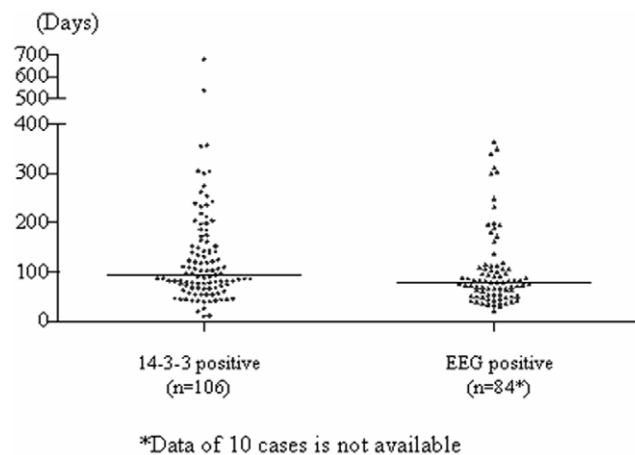 (Days)
700
600
500
400
300
200
100
0
14-3-3 positive
(n=106)
EEG positive
(n=84*)
*Data of 10 cases is not available